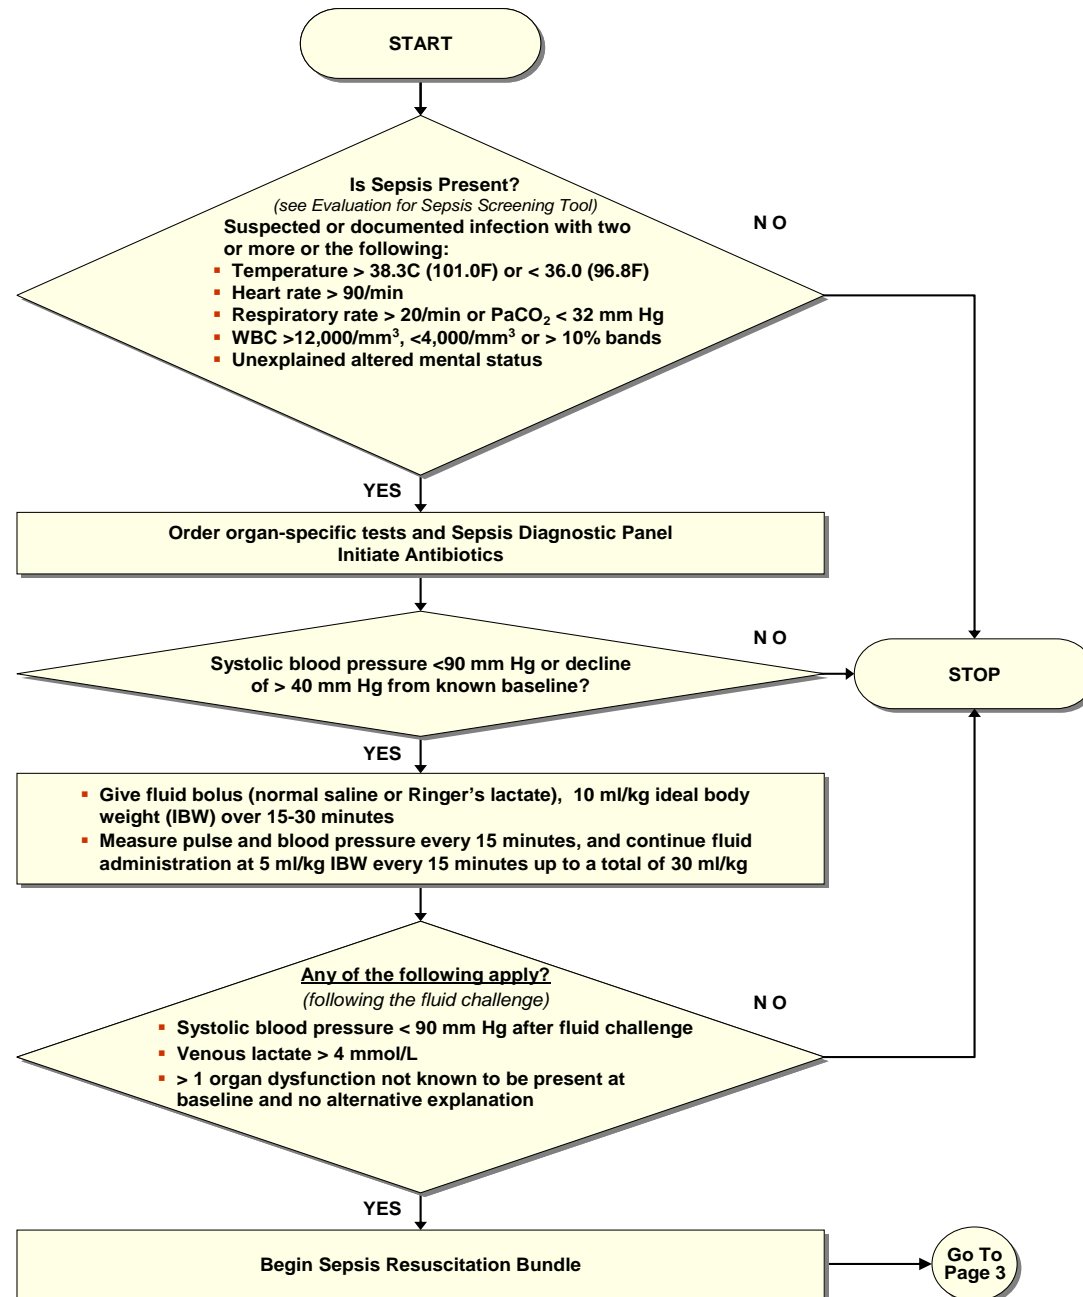 START
Is Sepsis Present?
(see Evaluation for Sepsis Screening Tool)
Suspected or documented infection with two
or more or the following:
▪ Temperature > 38.3C (101.0F) or < 36.0 (96.8F)
▪ Heart rate > 90/min
▪ Respiratory rate > 20/min or PaCO₂ < 32 mm Hg
▪ WBC >12,000/mm³, <4,000/mm³ or > 10% bands
▪ Unexplained altered mental status
N O
YES
Order organ-specific tests and Sepsis Diagnostic Panel
Initiate Antibiotics
Systolic blood pressure <90 mm Hg or decline
of > 40 mm Hg from known baseline?
N O
STOP
YES
▪ Give fluid bolus (normal saline or Ringer's lactate), 10 ml/kg ideal body
weight (IBW) over 15-30 minutes
▪ Measure pulse and blood pressure every 15 minutes, and continue fluid
administration at 5 ml/kg IBW every 15 minutes up to a total of 30 ml/kg
Any of the following apply?
(following the fluid challenge)
N O
▪ Systolic blood pressure < 90 mm Hg after fluid challenge
▪ Venous lactate > 4 mmol/L
▪ > 1 organ dysfunction not known to be present at
baseline and no alternative explanation
YES
Begin Sepsis Resuscitation Bundle
Go To
Page 3